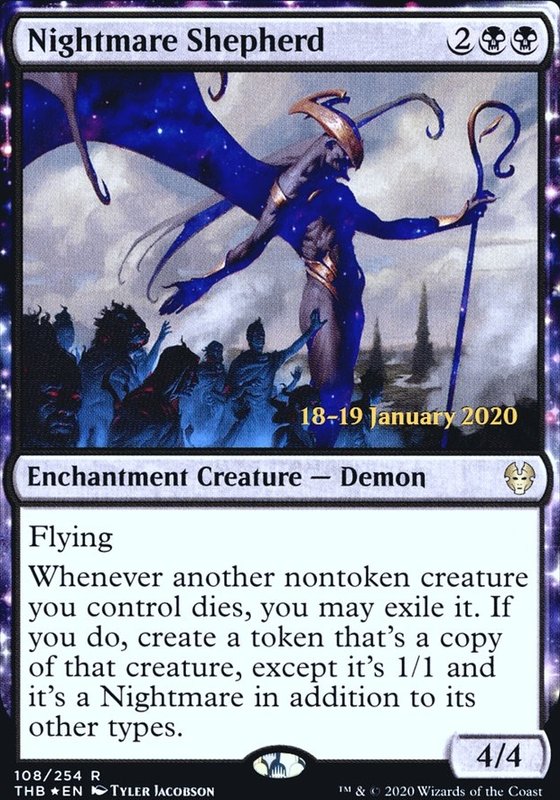 Nightmare Shepherd 2
18-19 January 2020
Enchantment Creature — Demon
Flying
Whenever another nontoken creature
you control dies, you may exile it. If
you do, create a token that's a copy
of that creature, except it's 1/1 and
it's a Nightmare in addition to its
other types.
4/4
108/254 R
THB ★ EN Tyler Jacobson
™ & © 2020 Wizards of the Coast